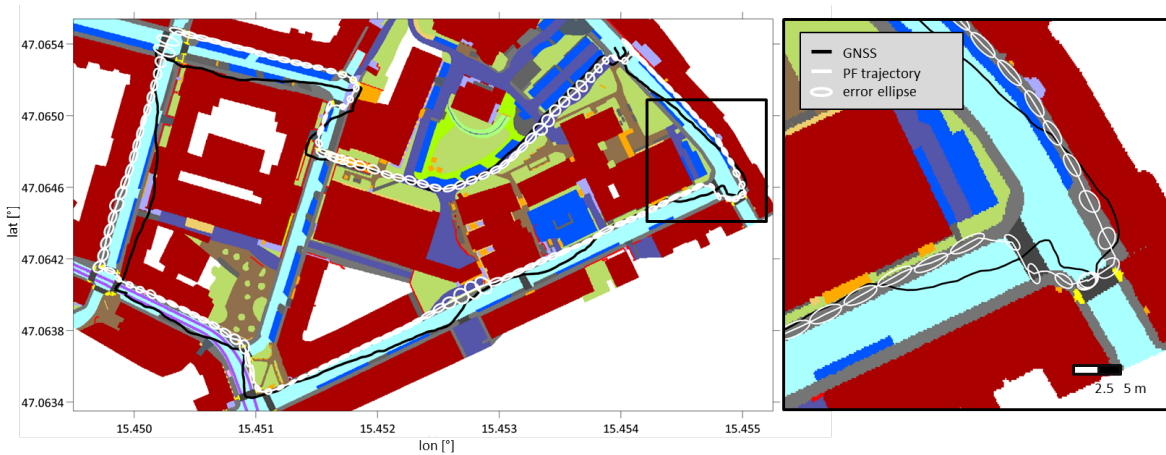 47.0654
47.0650
47.0646
47.0642
47.0638
47.0634
lat [°]
15.450 15.451 15.452 15.453 15.454 15.455
lon [°]
GNSS
PF trajectory
error ellipse
2.5 5 m